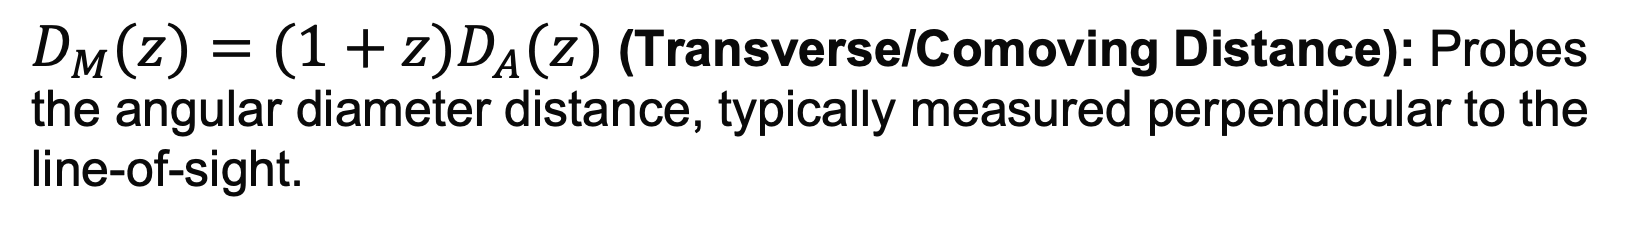 D_M(z) = (1 + z)D_A(z) (Transverse/Comoving Distance): Probes
the angular diameter distance, typically measured perpendicular to the
line-of-sight.